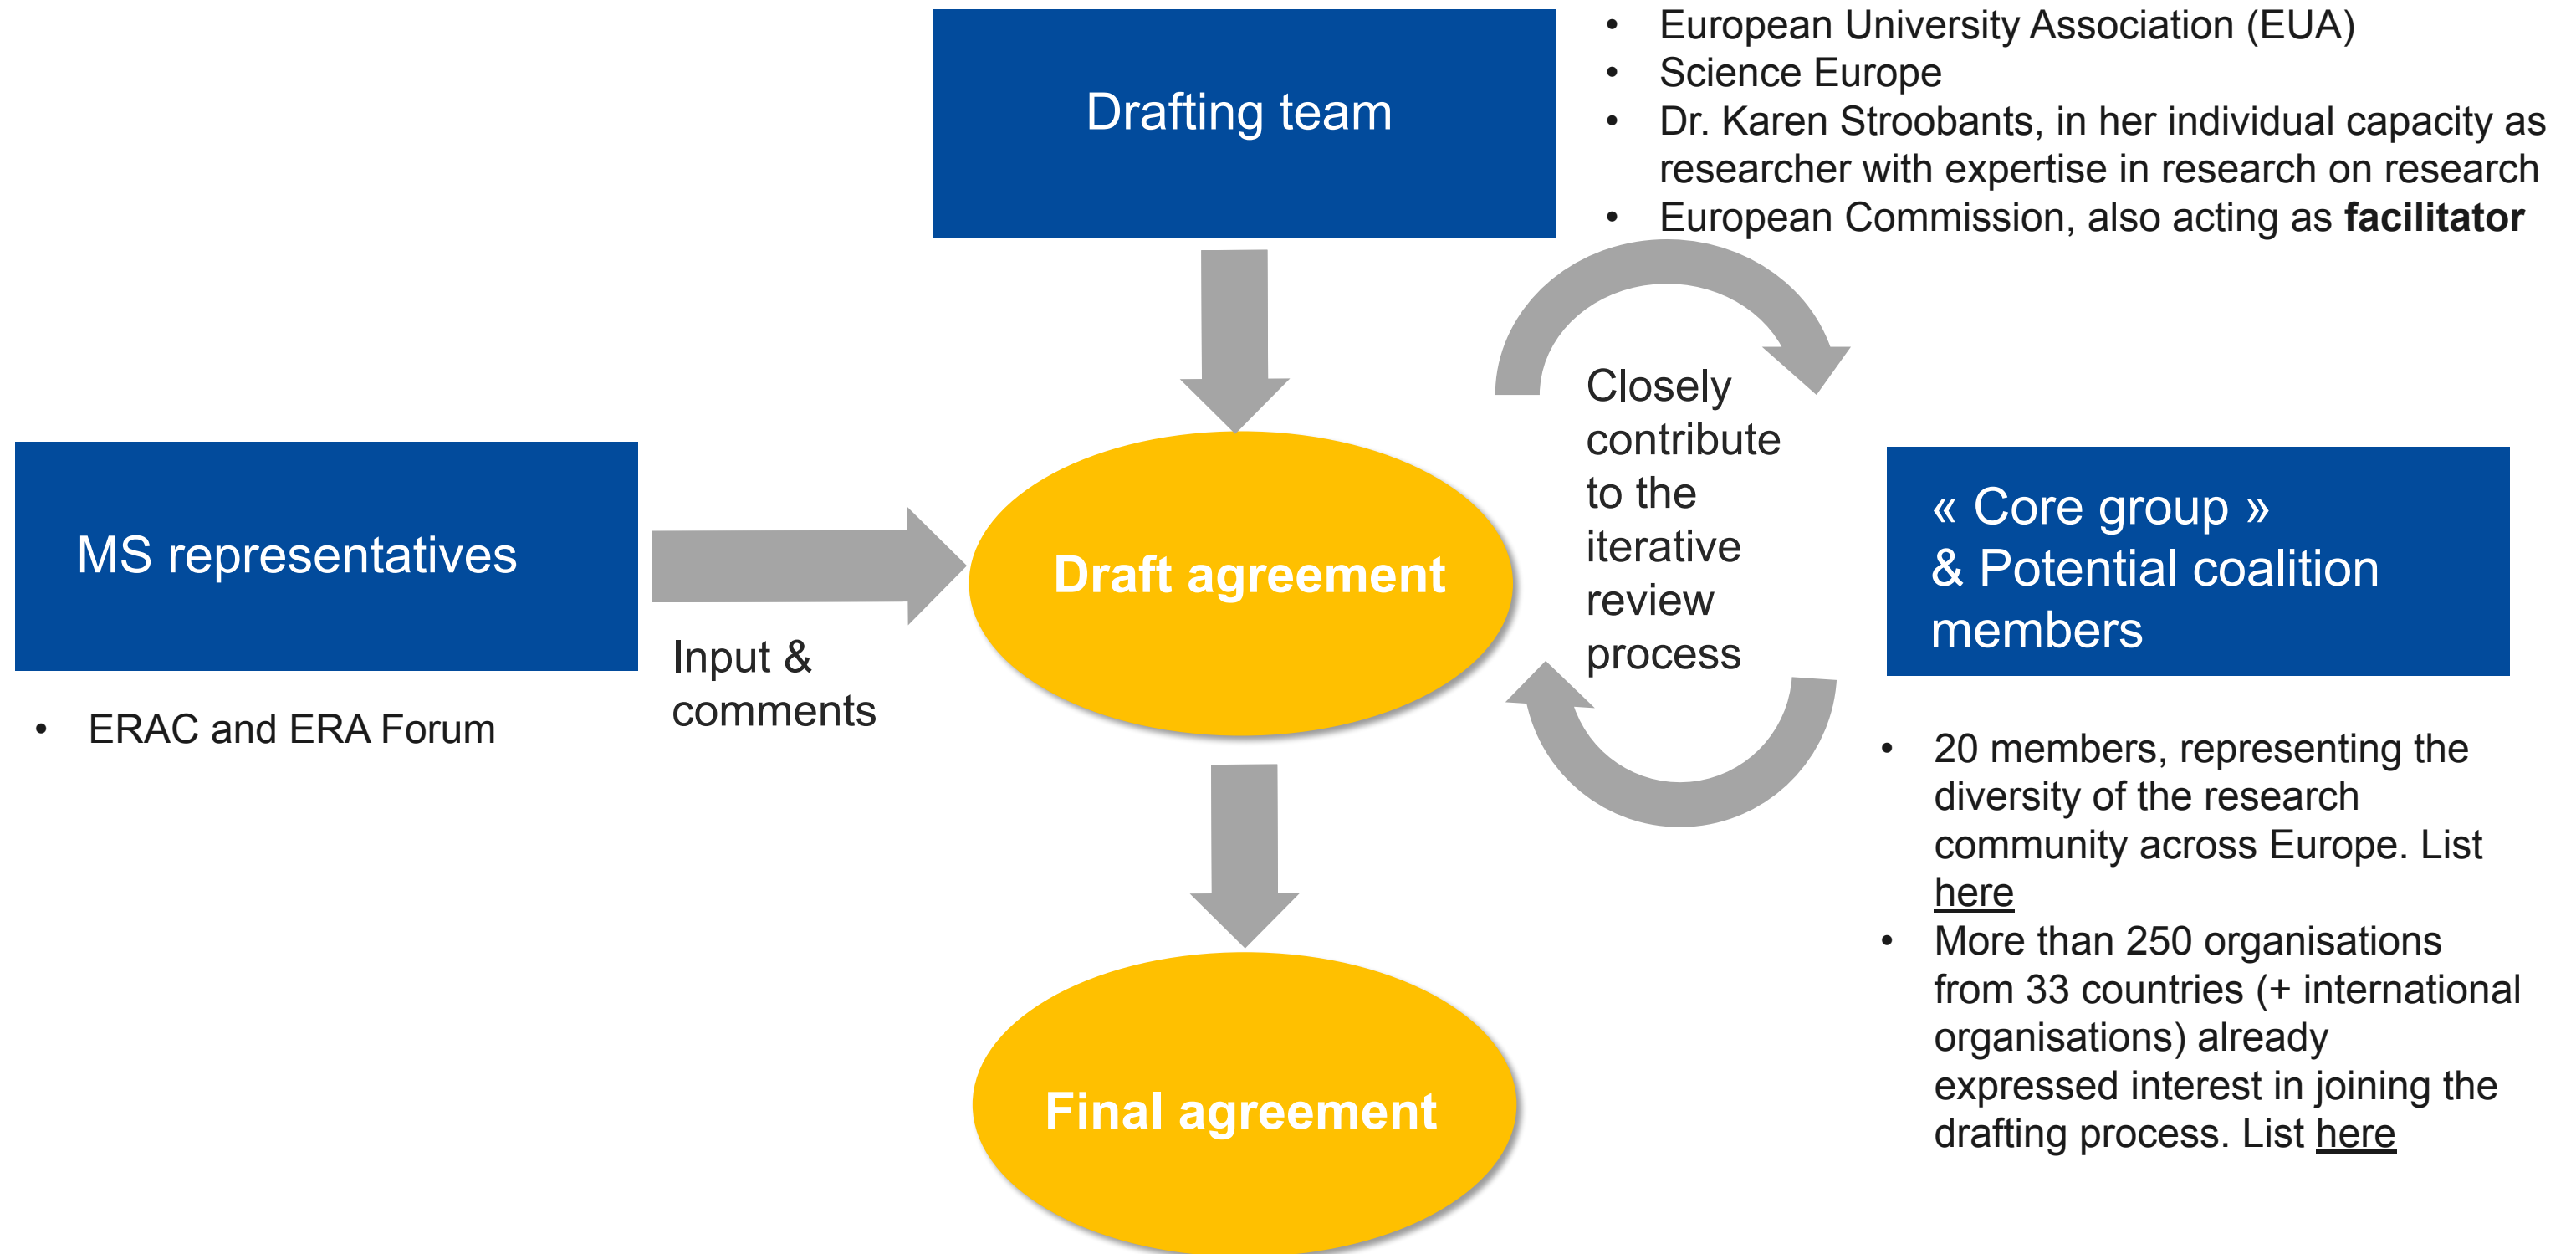 Drafting team
• European University Association (EUA)
• Science Europe
• Dr. Karen Stroobants, in her individual capacity as
researcher with expertise in research on research
• European Commission, also acting as facilitator
MS representatives
• ERAC and ERA Forum
Input &
comments
Draft agreement
Closely
contribute
to the
iterative
review
process
« Core group »
& Potential coalition
members
• 20 members, representing the
diversity of the research
community across Europe. List
here
• More than 250 organisations
from 33 countries (+ international
organisations) already
expressed interest in joining the
drafting process. List here
Final agreement